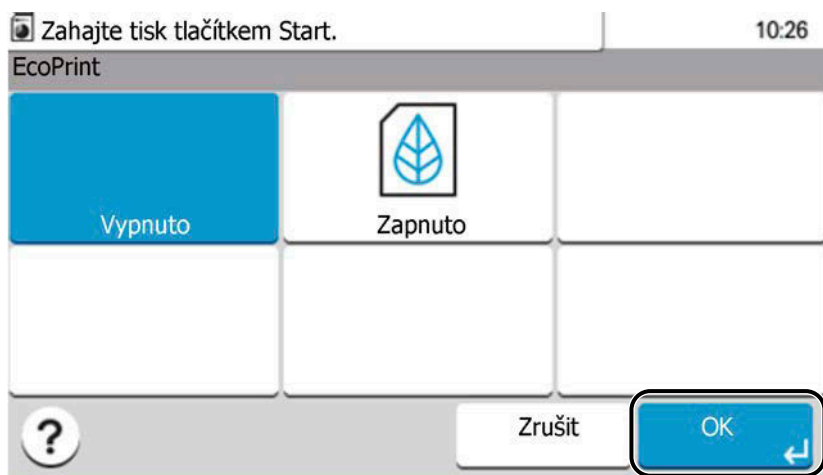 Zahajte tisk tlačítkem Start.
10:26
EcoPrint
Vypnuto
Zapnuto
?
Zrušit
OK